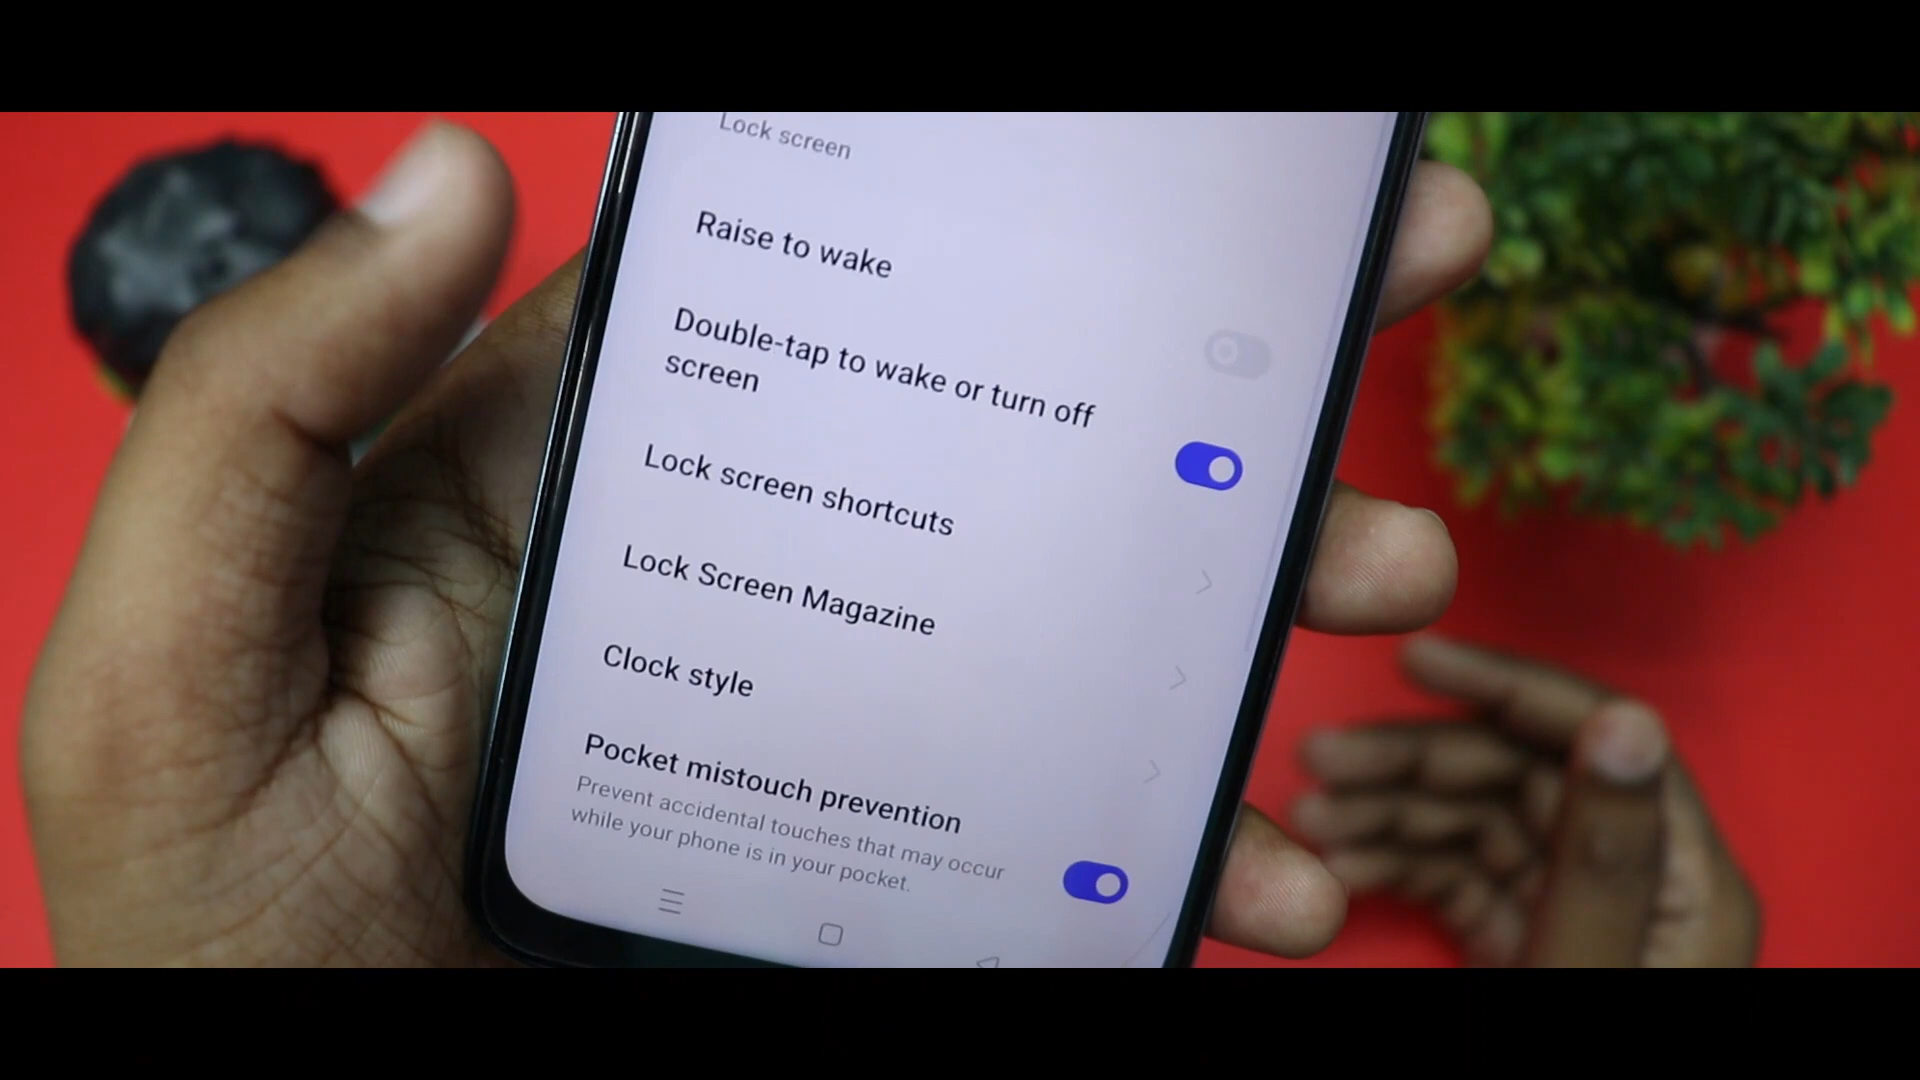 Lock screen
Raise to wake
Double-tap to wake or turn off
screen
Lock screen shortcuts
Lock Screen Magazine
Clock style
Pocket mistouch prevention
Prevent accidental touches that may occur
while your phone is in your pocket.